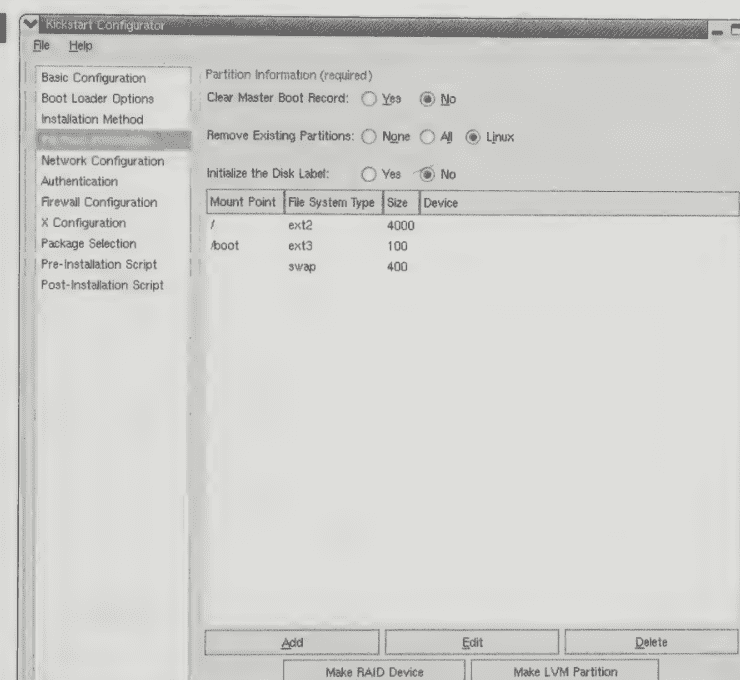 Kickstart Configurator
File Help
Basic Configuration
Boot Loader Options
Installation Method
Network Configuration
Authentication
Firewall Configuration
X Configuration
Package Selection
Pre-Installation Script
Post-Installation Script
Partition Information (required)
Clear Master Boot Record: Yes No
Remove Existing Partitions: None All Linux
Initialize the Disk Label: Yes No
Mount Point File System Type Size Device
/ ext2 4000
/boot ext3 100
swap 400
Add Edit Delete
Make RAID Device Make LVM Partition